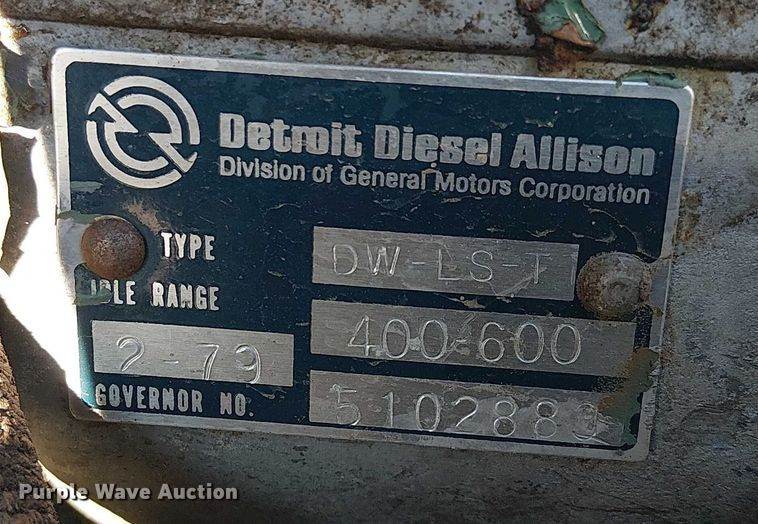 Detroit Diesel Allison
Division of General Motors Corporation
TYPE DW-LS-T
IDLE RANGE 400-600
2-79
GOVERNOR NO. 5102883
Purple Wave Auction